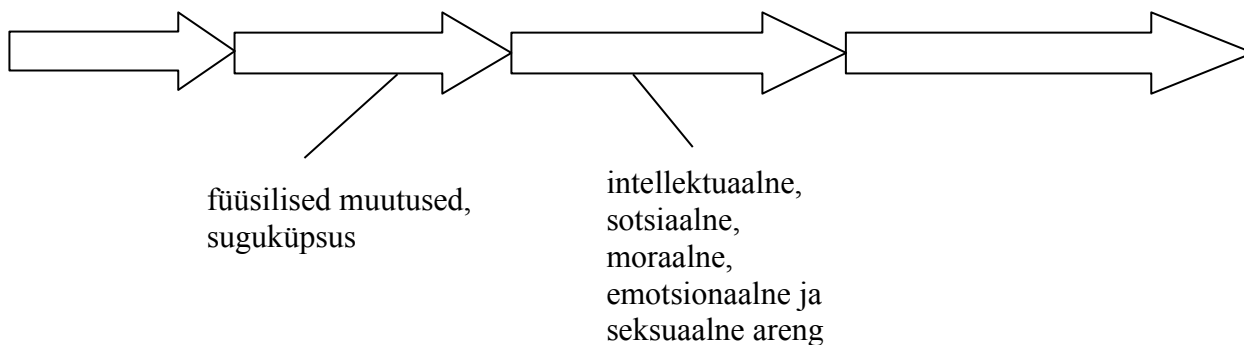 füüsilised muutused,
suguküpsus
intellektuaalne,
sotsiaalne,
moraalne,
emotsionaalne ja
seksuaalne areng